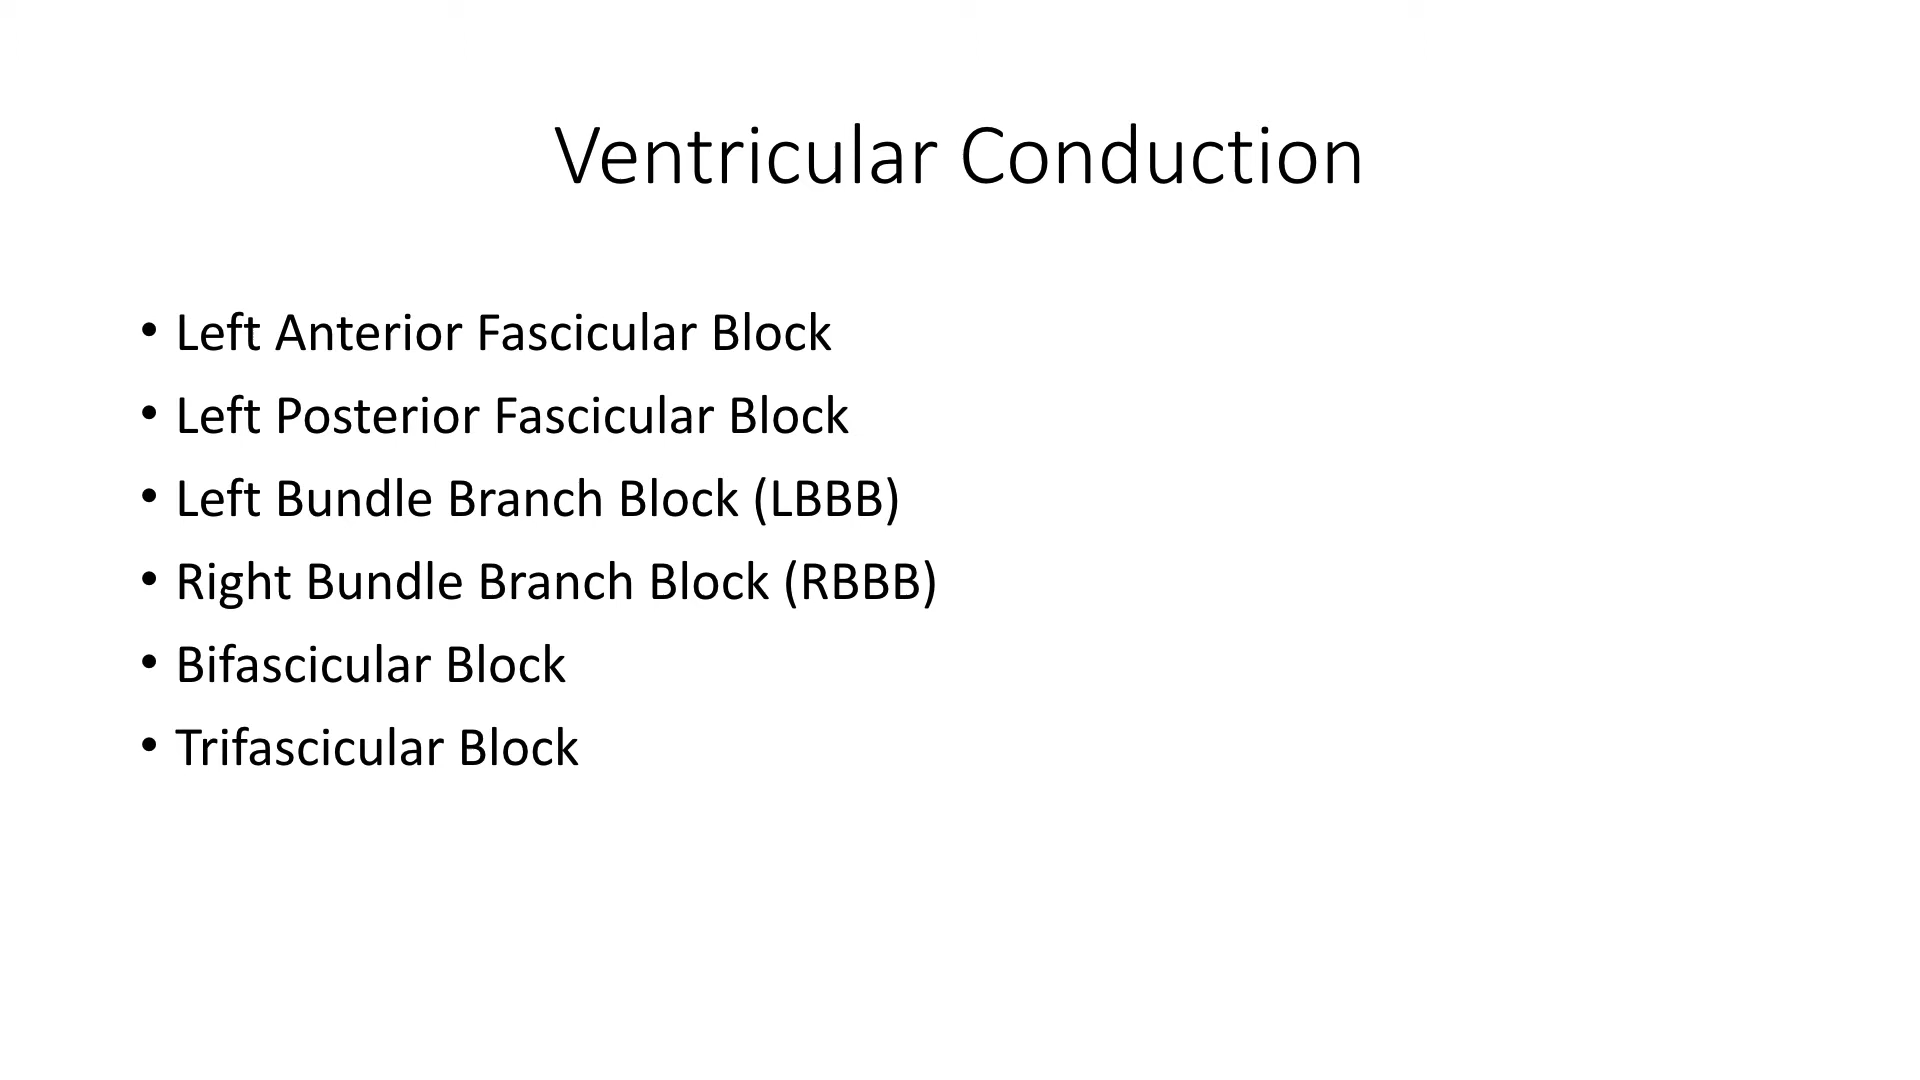 Ventricular Conduction
• Left Anterior Fascicular Block
• Left Posterior Fascicular Block
• Left Bundle Branch Block (LBBB)
• Right Bundle Branch Block (RBBB)
• Bifascicular Block
• Trifascicular Block